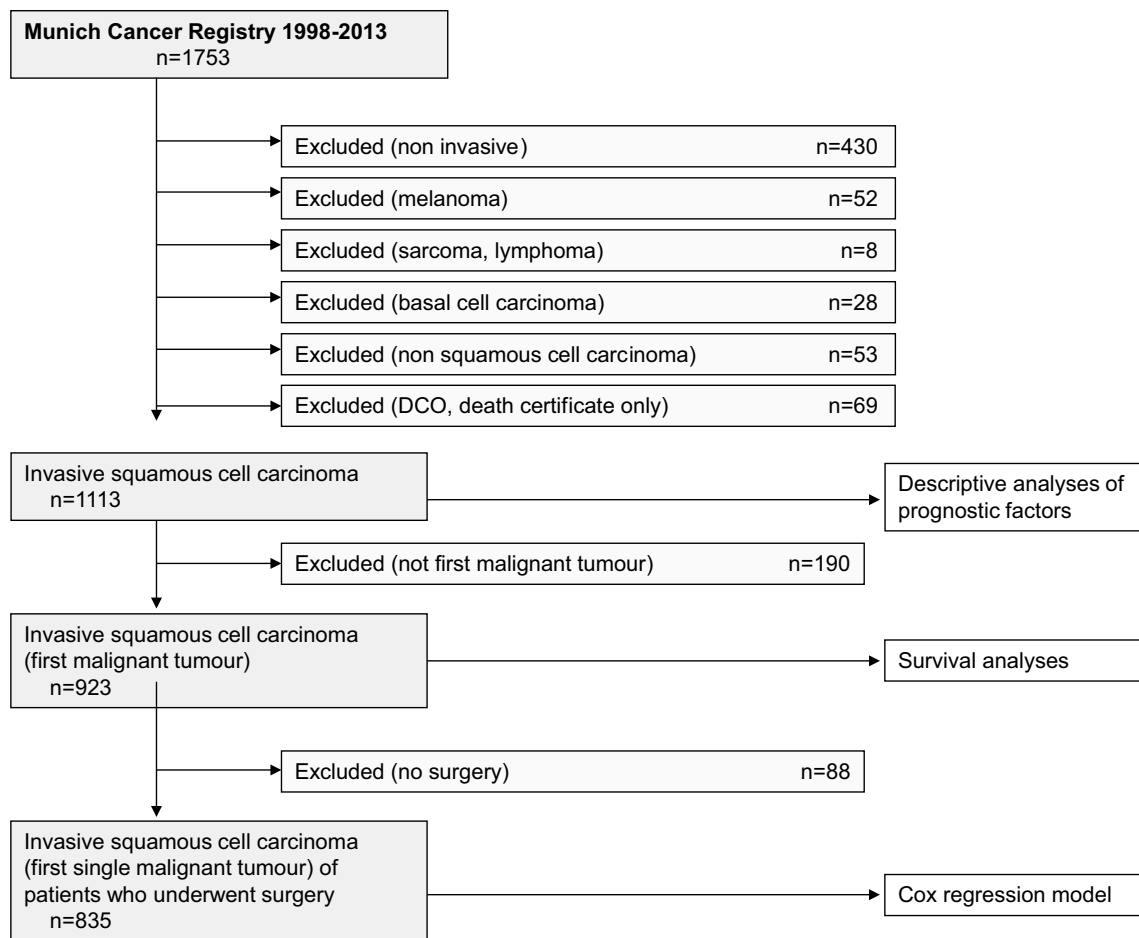 Munich Cancer Registry 1998-2013
n=1753
Excluded (non invasive) n=430
Excluded (melanoma) n=52
Excluded (sarcoma, lymphoma) n=8
Excluded (basal cell carcinoma) n=28
Excluded (non squamous cell carcinoma) n=53
Excluded (DCO, death certificate only) n=69
Invasive squamous cell carcinoma
n=1113
Descriptive analyses of
prognostic factors
Excluded (not first malignant tumour) n=190
Invasive squamous cell carcinoma
(first malignant tumour)
n=923
Survival analyses
Excluded (no surgery) n=88
Invasive squamous cell carcinoma
(first single malignant tumour) of
patients who underwent surgery
n=835
Cox regression model